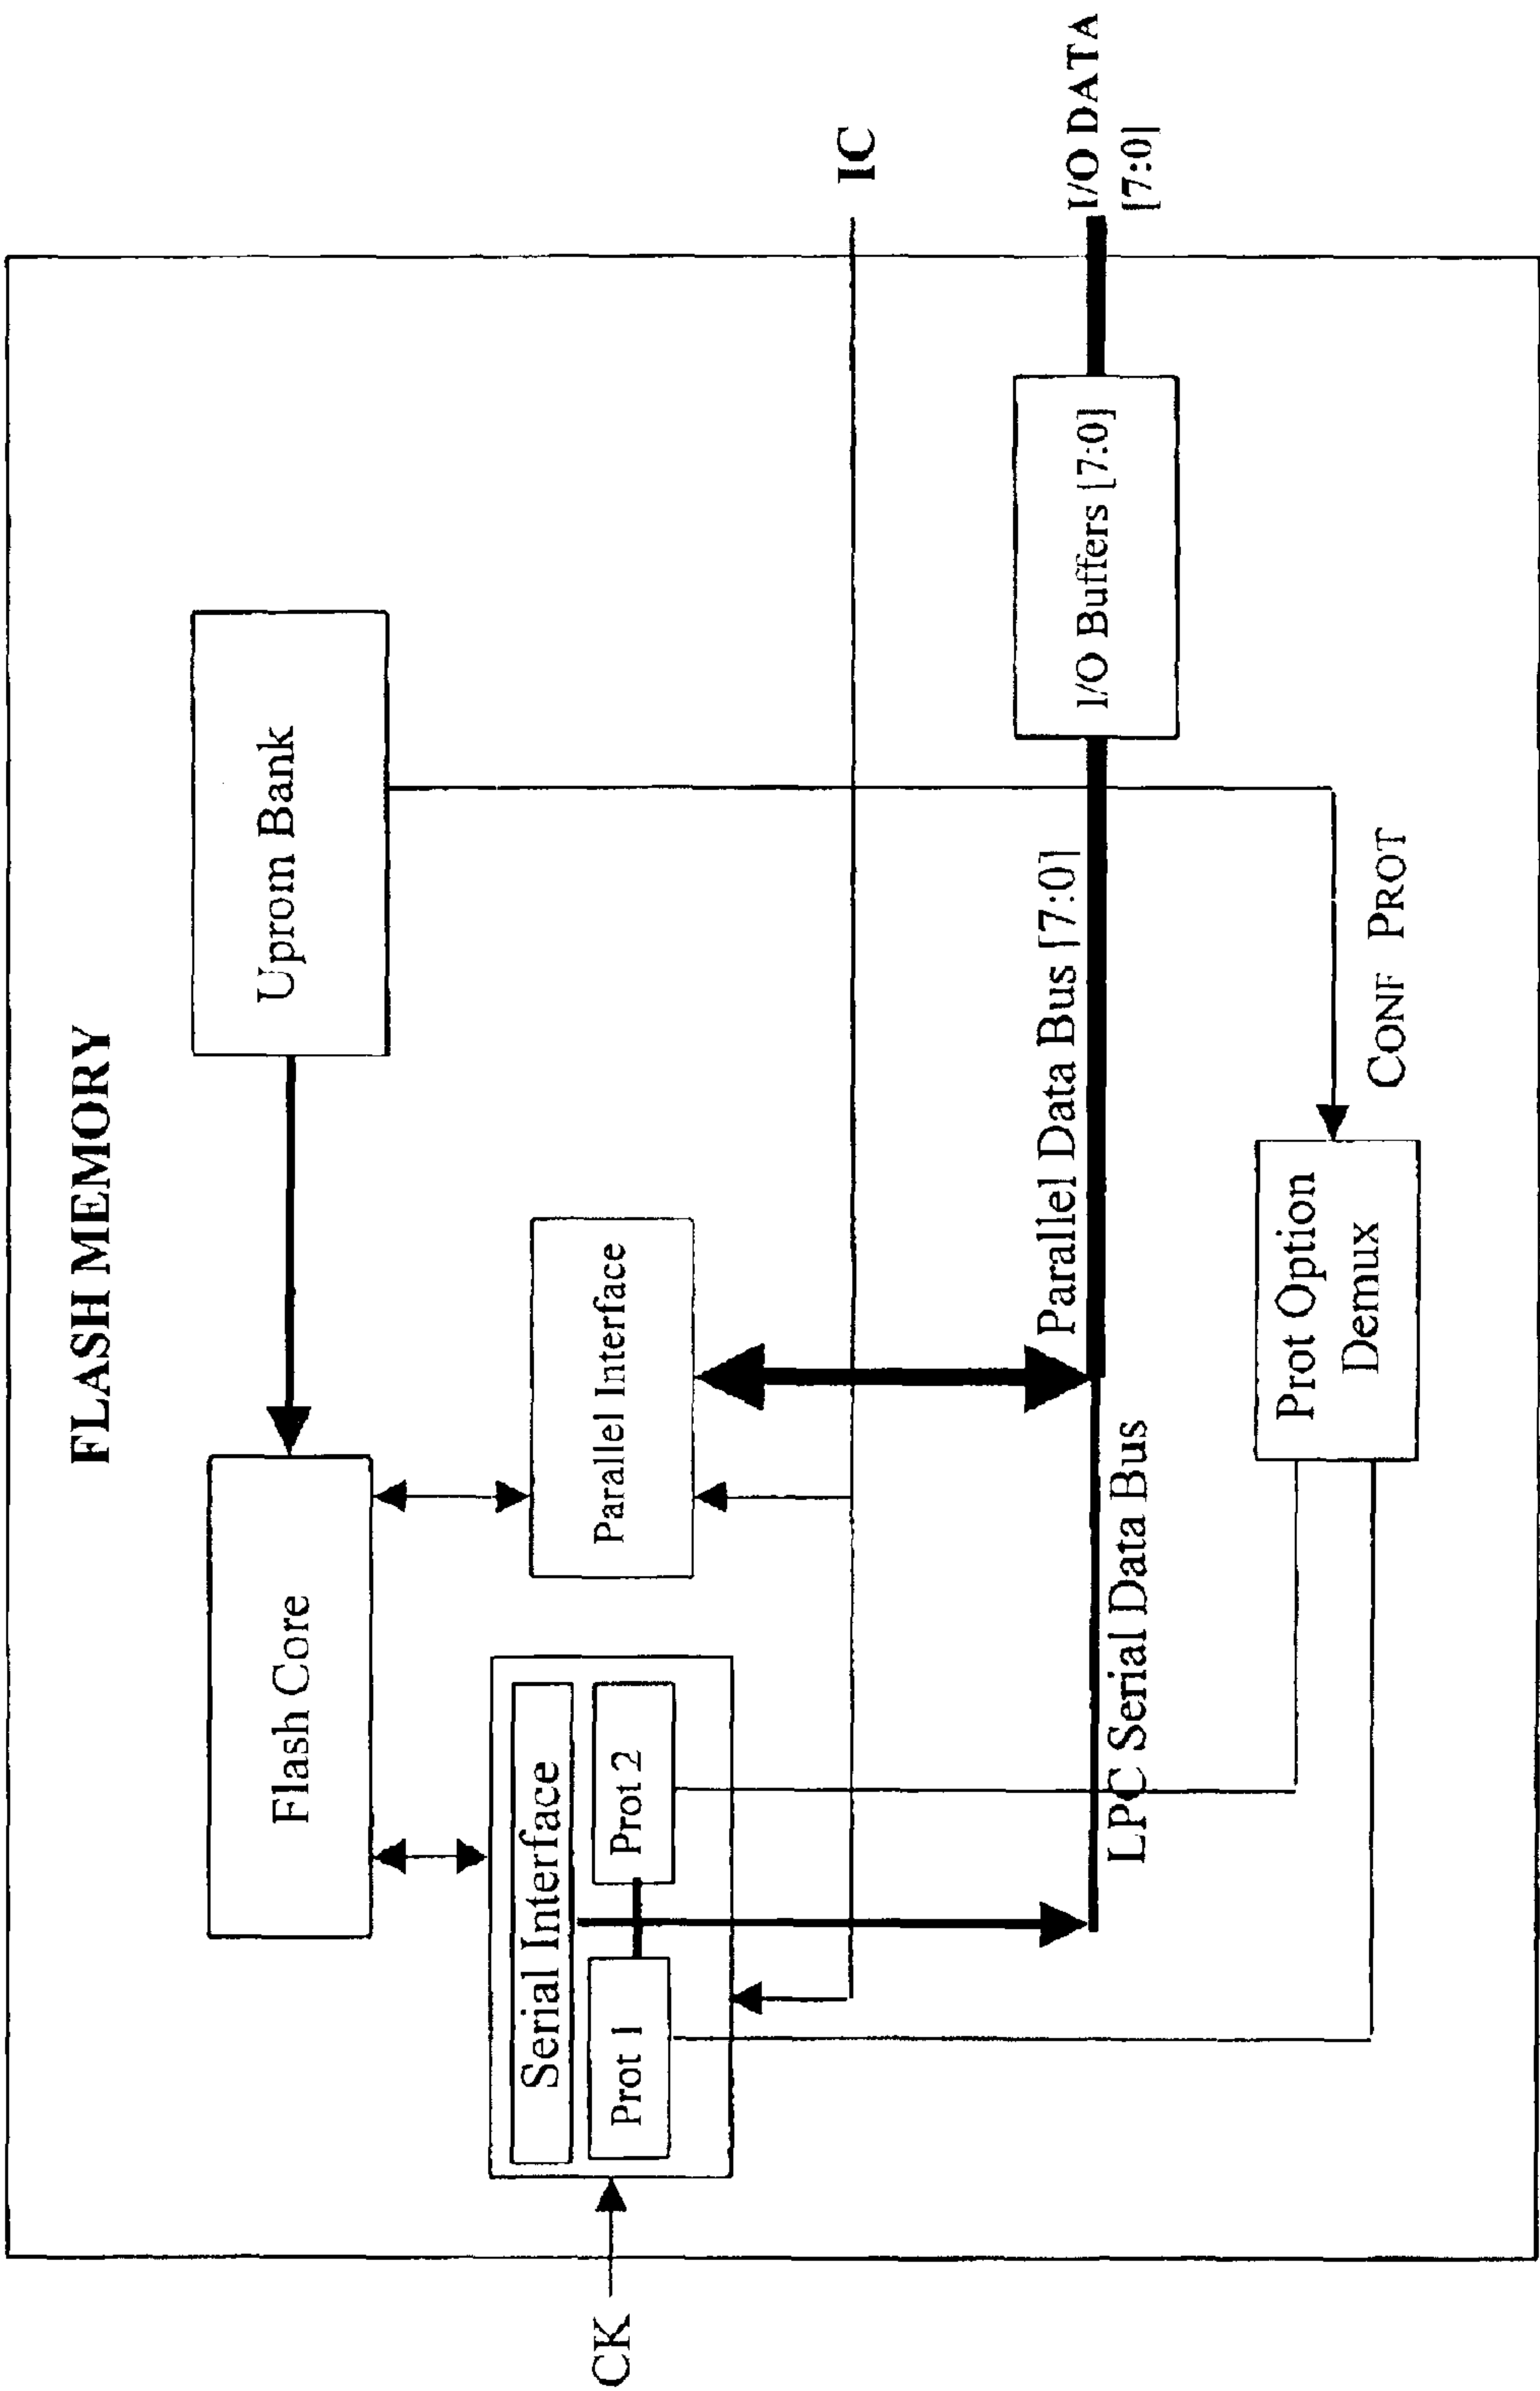 FLASH MEMORY
Flash Core
Uprom Bank
Serial Interface
Prot 1
Prot 2
Parallel Interface
CK
IC
Parallel Data Bus [7:0]
LPC Serial Data Bus
I/O Buffers [7:0]
I/O DATA
[7:0]
Prot Option
Demux
CONF PROT